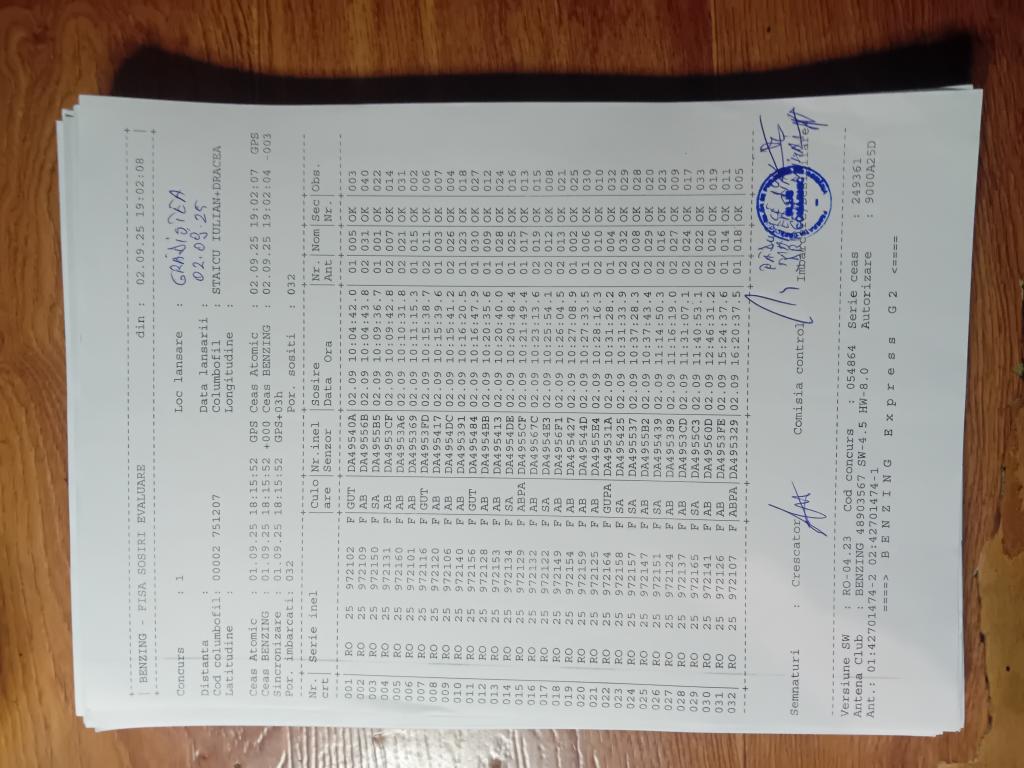 +-----------------------------------------------------------------------+
| BENZING - FISA SOSIRI EVALUARE din : 02.09.25 19:02:08 |
+-----------------------------------------------------------------------+
Concurs : 1 Loc lansare : GRĂDIȘTEA
Distanta Data lansarii : 02.09.25
Cod columbofil: 00002 751207 Columbofil : STAICU IULIAN+DRACEA
Latitudine : Longitudine :
Ceas Atomic : 01.09.25 18:15:52 GPS Ceas Atomic : 02.09.25 19:02:07 GPS
Ceas BENZING : 01.09.25 18:15:52 +000 Ceas BENZING : 02.09.25 19:02:04 -003
Sincronizare : 01.09.25 18:15:52 GPS+03h
Por. imbarcati: 032 Por. sositi : 032
Nr. Serie inel Culo Nr.inel Sosire Nr. Nom Sec Obs.
crt are Senzor Data Ora Ant Nr.
001 RO 25 972102 F GUT DA49540A 02.09 10:04:42.0 01 005 OK 003
002 RO 25 972109 F AB DA49556B 02.09 10:04:43.8 02 031 OK 040
003 RO 25 972150 F SA DA4955B5 02.09 10:09:36.7 01 001 OK 022
004 RO 25 972131 F AB DA4953CF 02.09 10:09:42.8 02 007 OK 014
005 RO 25 972160 F AB DA4953A6 02.09 10:10:31.8 02 021 OK 031
006 RO 25 972101 F AB DA495369 02.09 10:11:15.3 01 015 OK 002
007 RO 25 972116 F GUT DA4953FD 02.09 10:15:38.7 02 011 OK 006
008 RO 25 972120 F AB DA495417 02.09 10:15:39.6 01 003 OK 007
009 RO 25 972106 F AB DA4954DC 02.09 10:15:41.2 02 026 OK 004
010 RO 25 972140 F AB DA495391 02.09 10:16:20.5 01 023 OK 018
011 RO 25 972156 F GUT DA495484 02.09 10:16:47.9 01 030 OK 027
012 RO 25 972128 F AB DA4954BB 02.09 10:20:35.6 01 009 OK 012
013 RO 25 972153 F AB DA495413 02.09 10:20:40.0 01 028 OK 024
014 RO 25 972134 F SA DA4954DE 02.09 10:20:48.4 01 025 OK 016
015 RO 25 972129 F ABPA DA4955CF 02.09 10:21:49.4 01 017 OK 013
016 RO 25 972132 F AB DA49567C 02.09 10:23:13.6 02 019 OK 015
017 RO 25 972122 F SA DA4954E3 02.09 10:25:54.1 02 012 OK 008
018 RO 25 972149 F AB DA4956F1 02.09 10:26:04.5 02 013 OK 021
019 RO 25 972154 F AB DA495427 02.09 10:27:08.9 01 002 OK 025
020 RO 25 972159 F AB DA49544D 02.09 10:27:33.5 01 006 OK 030
021 RO 25 972125 F AB DA4955E4 02.09 10:28:16.3 02 010 OK 010
022 RO 25 972164 F GUPA DA49531A 02.09 10:31:28.2 01 004 OK 032
023 RO 25 972158 F SA DA495425 02.09 10:31:33.9 02 032 OK 029
024 RO 25 972157 F SA DA495537 02.09 10:37:28.3 02 008 OK 028
025 RO 25 972147 F AB DA4955B2 02.09 10:37:43.4 02 029 OK 020
026 RO 25 972151 F SA DA495439 02.09 11:14:50.3 01 016 OK 023
027 RO 25 972124 F AB DA495389 02.09 11:16:19.0 02 027 OK 009
028 RO 25 972137 F AB DA4953CD 02.09 11:31:07.1 02 024 OK 017
029 RO 25 972165 F SA DA4955C3 02.09 11:40:53.1 01 022 OK 033
030 RO 25 972141 F AB DA49560D 02.09 12:46:31.2 02 020 OK 019
031 RO 25 972126 F AB DA4953FE 02.09 15:24:37.6 01 014 OK 011
032 RO 25 972107 F ABPA DA495329 02.09 16:20:37.5 01 018 OK 005
Semnaturi : Crescator Comisia control
Versiune SW : RO-04.23 Cod concurs : 054864 Serie ceas : 249361
Antena Club : BENZING 48903567 SW-4.5 HW-8.0 Autorizare : 9000A25D
Ant.: 01:42701474-2 02:42701474-1
====> B E N Z I N G E x p r e s s G 2 <====